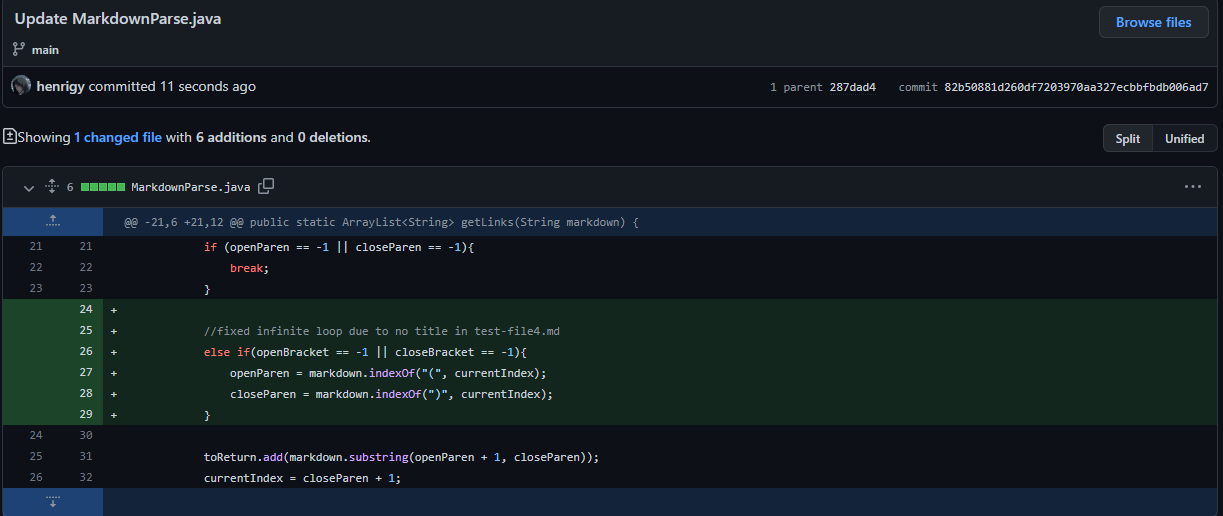 Update MarkdownParse.java
Browse files
main
henrigy committed 11 seconds ago
1 parent 287dad4 commit 82b50881d260df7203970aa327ecbbfbdb006ad7
Showing 1 changed file with 6 additions and 0 deletions.
Split Unified
6 MarkdownParse.java
@@ -21,6 +21,12 @@ public static ArrayList<String> getLinks(String markdown) {
21 21 if (openParen == -1 || closeParen == -1){
22 22 break;
23 23 }
24 +
25 + //fixed infinite loop due to no title in test-file4.md
26 + else if(openBracket == -1 || closeBracket == -1){
27 + openParen = markdown.indexOf("(", currentIndex);
28 + closeParen = markdown.indexOf(")", currentIndex);
29 + }
24 30
25 31 toReturn.add(markdown.substring(openParen + 1, closeParen));
26 32 currentIndex = closeParen + 1;